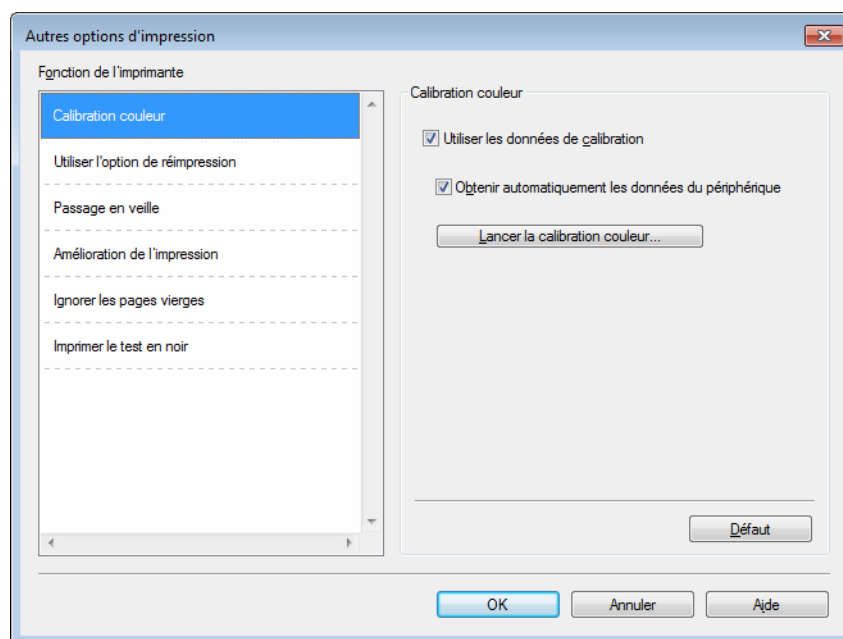 Autres options d'impression
Fonction de l'imprimante
Calibration couleur
Utiliser l'option de réimpression
Passage en veille
Amélioration de l'impression
Ignorer les pages vierges
Imprimer le test en noir
Calibration couleur
Utiliser les données de calibration
Obtenir automatiquement les données du périphérique
Lancer la calibration couleur...
Défaut
OK
Annuler
Aide